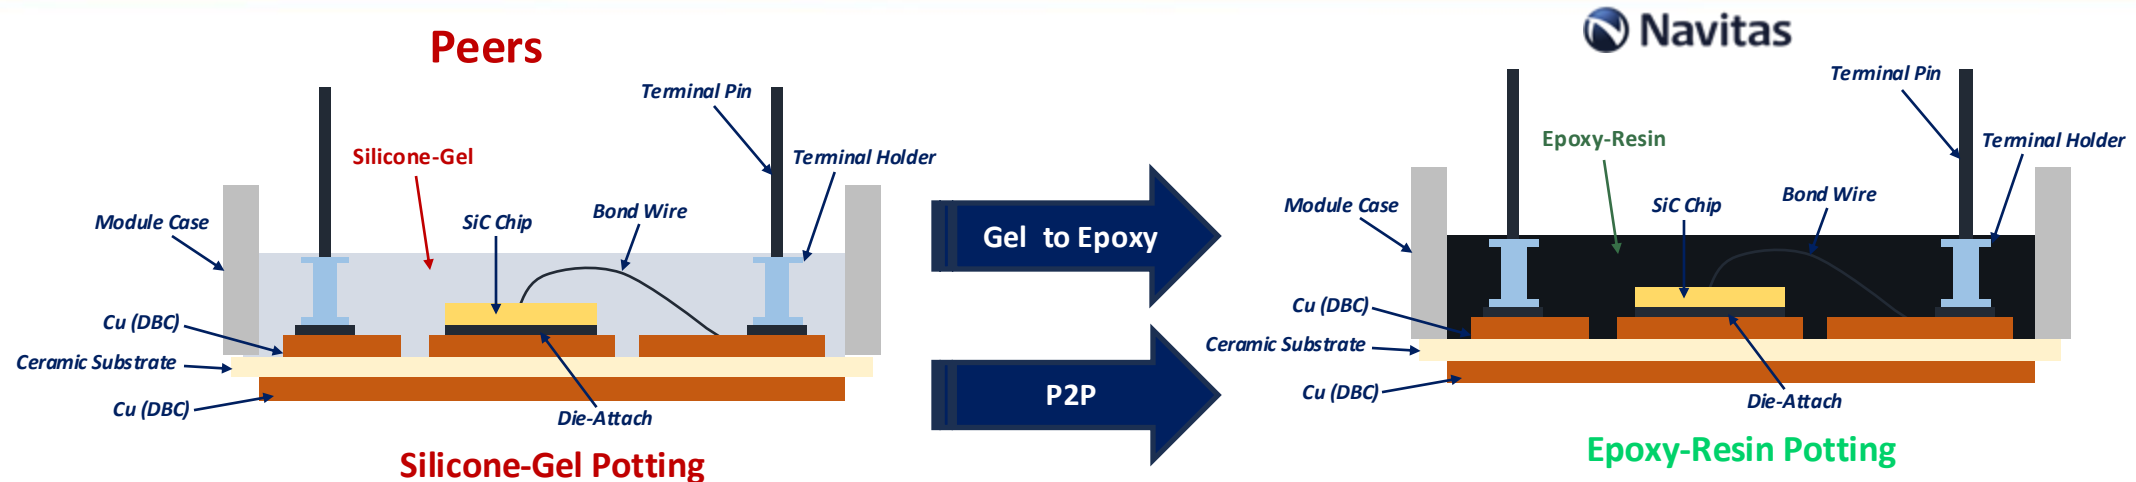 Peers
Terminal Pin
Silicone-Gel
Terminal Holder
Module Case
SiC Chip
Bond Wire
Cu (DBC)
Ceramic Substrate
Cu (DBC)
Die-Attach
Silicone-Gel Potting
Gel to Epoxy
P2P
Navitas
Terminal Pin
Epoxy-Resin
Terminal Holder
Module Case
SiC Chip
Bond Wire
Cu (DBC)
Ceramic Substrate
Cu (DBC)
Die-Attach
Epoxy-Resin Potting